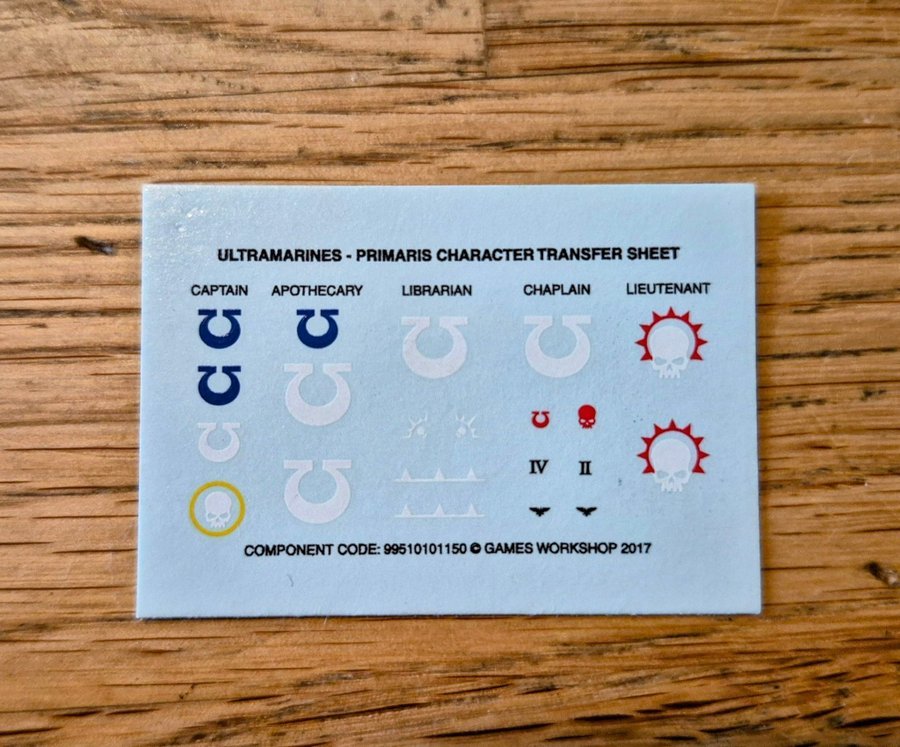 ULTRAMARINES - PRIMARIS CHARACTER TRANSFER SHEET
CAPTAIN APOTHECARY LIBRARIAN CHAPLAIN LIEUTENANT
IV II
COMPONENT CODE: 99510101150 © GAMES WORKSHOP 2017